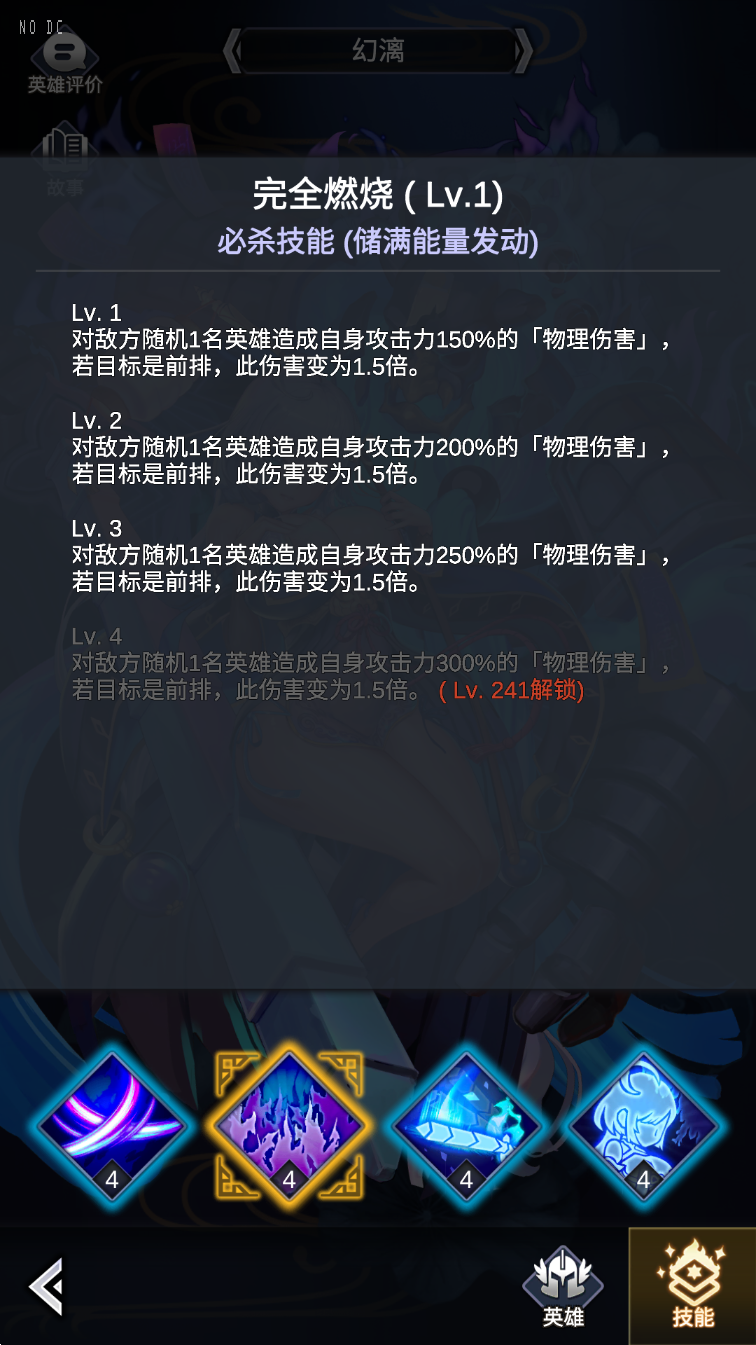 NO DC
英雄评价
幻漓
故事
完全燃烧 ( Lv.1)
必杀技能 (储满能量发动)
Lv. 1
对敌方随机1名英雄造成自身攻击力150%的「物理伤害」，
若目标是前排，此伤害变为1.5倍。
Lv. 2
对敌方随机1名英雄造成自身攻击力200%的「物理伤害」，
若目标是前排，此伤害变为1.5倍。
Lv. 3
对敌方随机1名英雄造成自身攻击力250%的「物理伤害」，
若目标是前排，此伤害变为1.5倍。
Lv. 4
对敌方随机1名英雄造成自身攻击力300%的「物理伤害」，
若目标是前排，此伤害变为1.5倍。 ( Lv. 241解锁)
4 4 4 4
英雄 技能